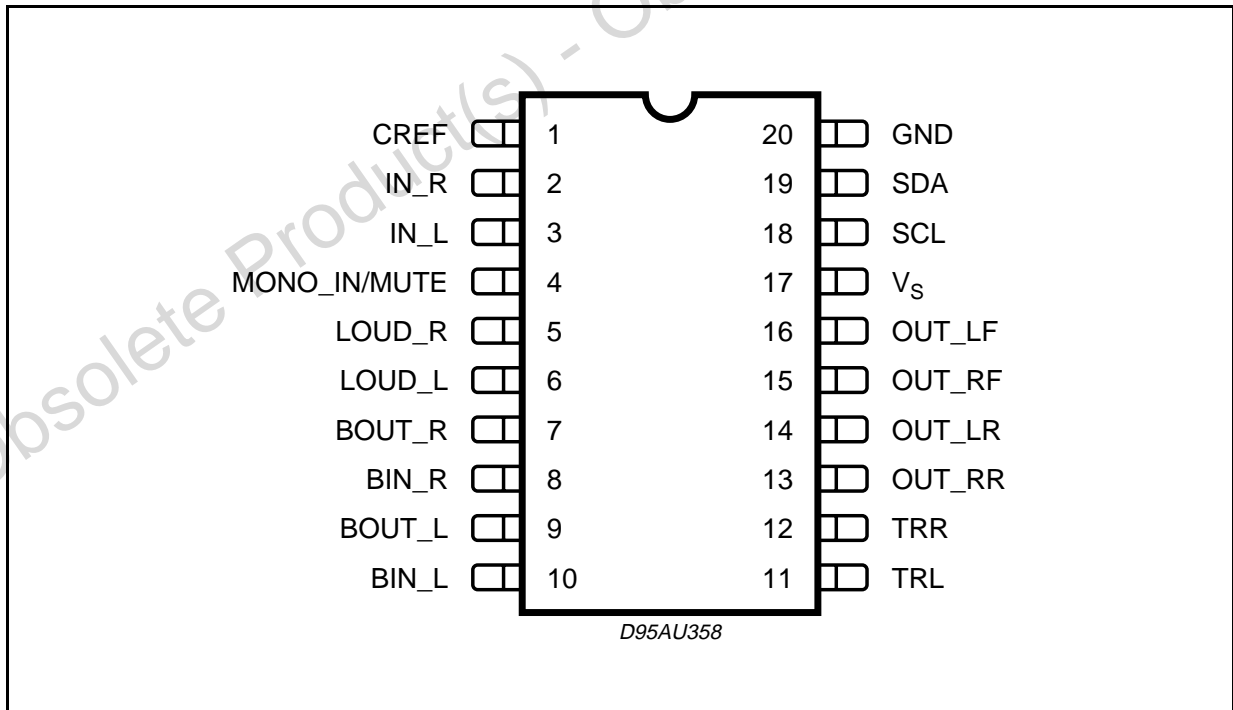 Obsolete Product(s) - Ob
CREF 1 20 GND
IN_R 2 19 SDA
IN_L 3 18 SCL
MONO_IN/MUTE 4 17 VS
LOUD_R 5 16 OUT_LF
LOUD_L 6 15 OUT_RF
BOUT_R 7 14 OUT_LR
BIN_R 8 13 OUT_RR
BOUT_L 9 12 TRR
BIN_L 10 11 TRL
D95AU358